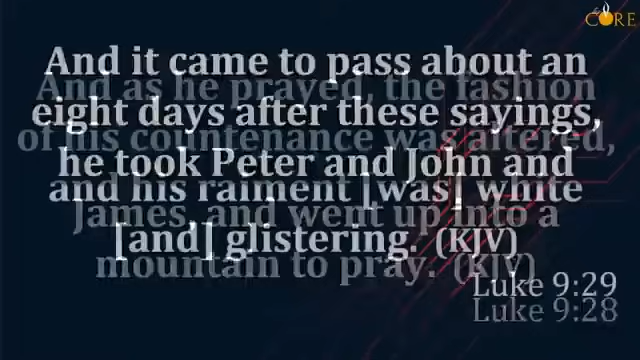 the CORE
And it came to pass about an
eight days after these sayings,
he took Peter and John and
James, and went up into a
mountain to pray. (KJV)
Luke 9:28
And as he prayed, the fashion
of his countenance was altered,
and his raiment [was] white
[and] glistering. (KJV)
Luke 9:29